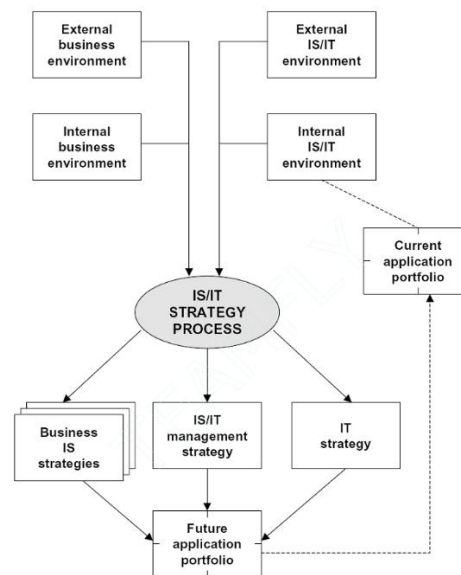 External
business
environment
External
IS/IT
environment
Internal
business
environment
Internal
IS/IT
environment
Current
application
portfolio
IS/IT
STRATEGY
PROCESS
Business
IS
strategies
IS/IT
management
strategy
IT
strategy
Future
application
portfolio
TEAMFLY